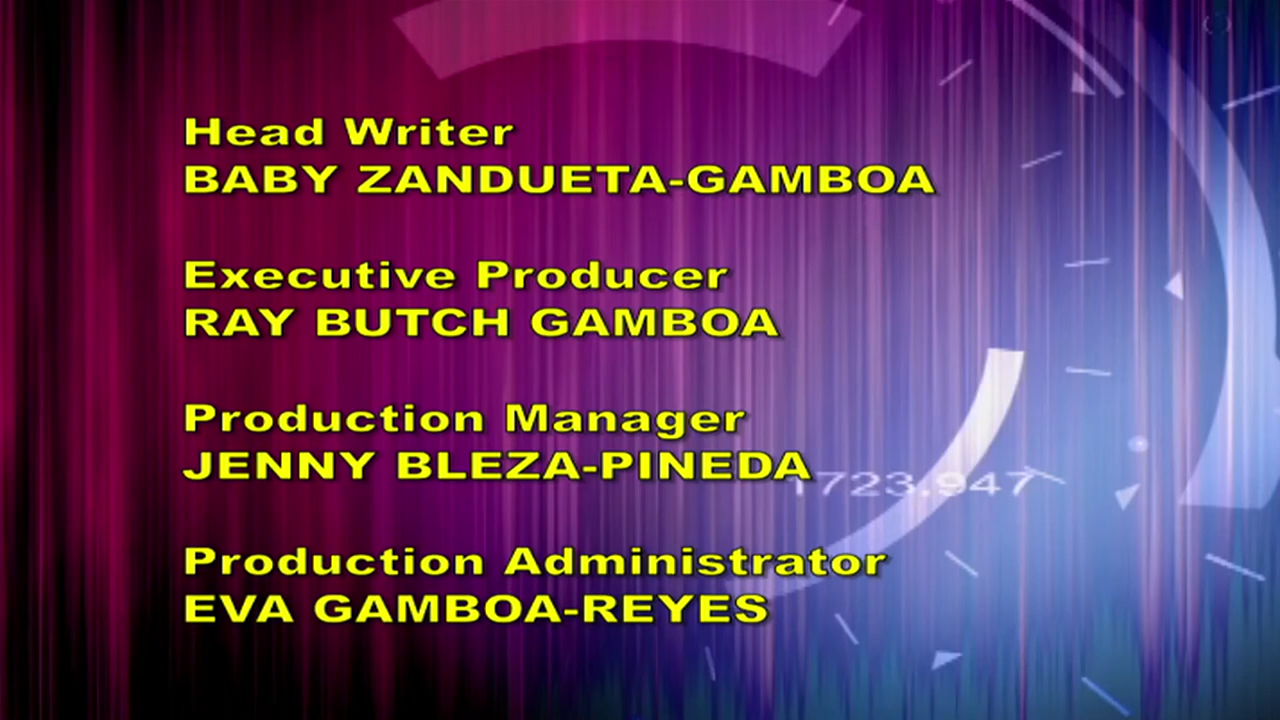 Head Writer
BABY ZANDUETA-GAMBOA
Executive Producer
RAY BUTCH GAMBOA
Production Manager
JENNY BLEZA-PINEDA
1723.947
Production Administrator
EVA GAMBOA-REYES